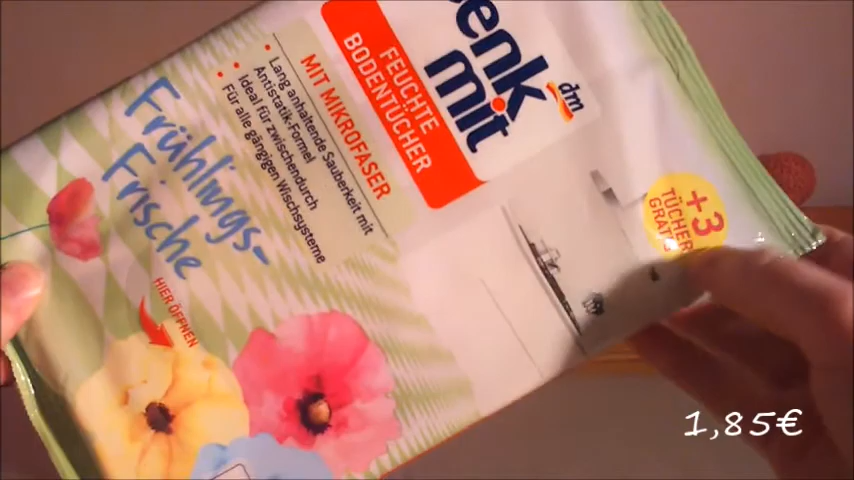 enk
mit
dm
FEUCHTE
BODENTÜCHER
MIT MIKROFASER
Lang anhaltende Sauberkeit mit
Antistatik-Formel
Ideal für zwischendurch
Für alle gängigen Wischsysteme
Frühlings-
Frische
HIER ÖFFNEN
+3
TÜCHER
GRATIS
1,85€